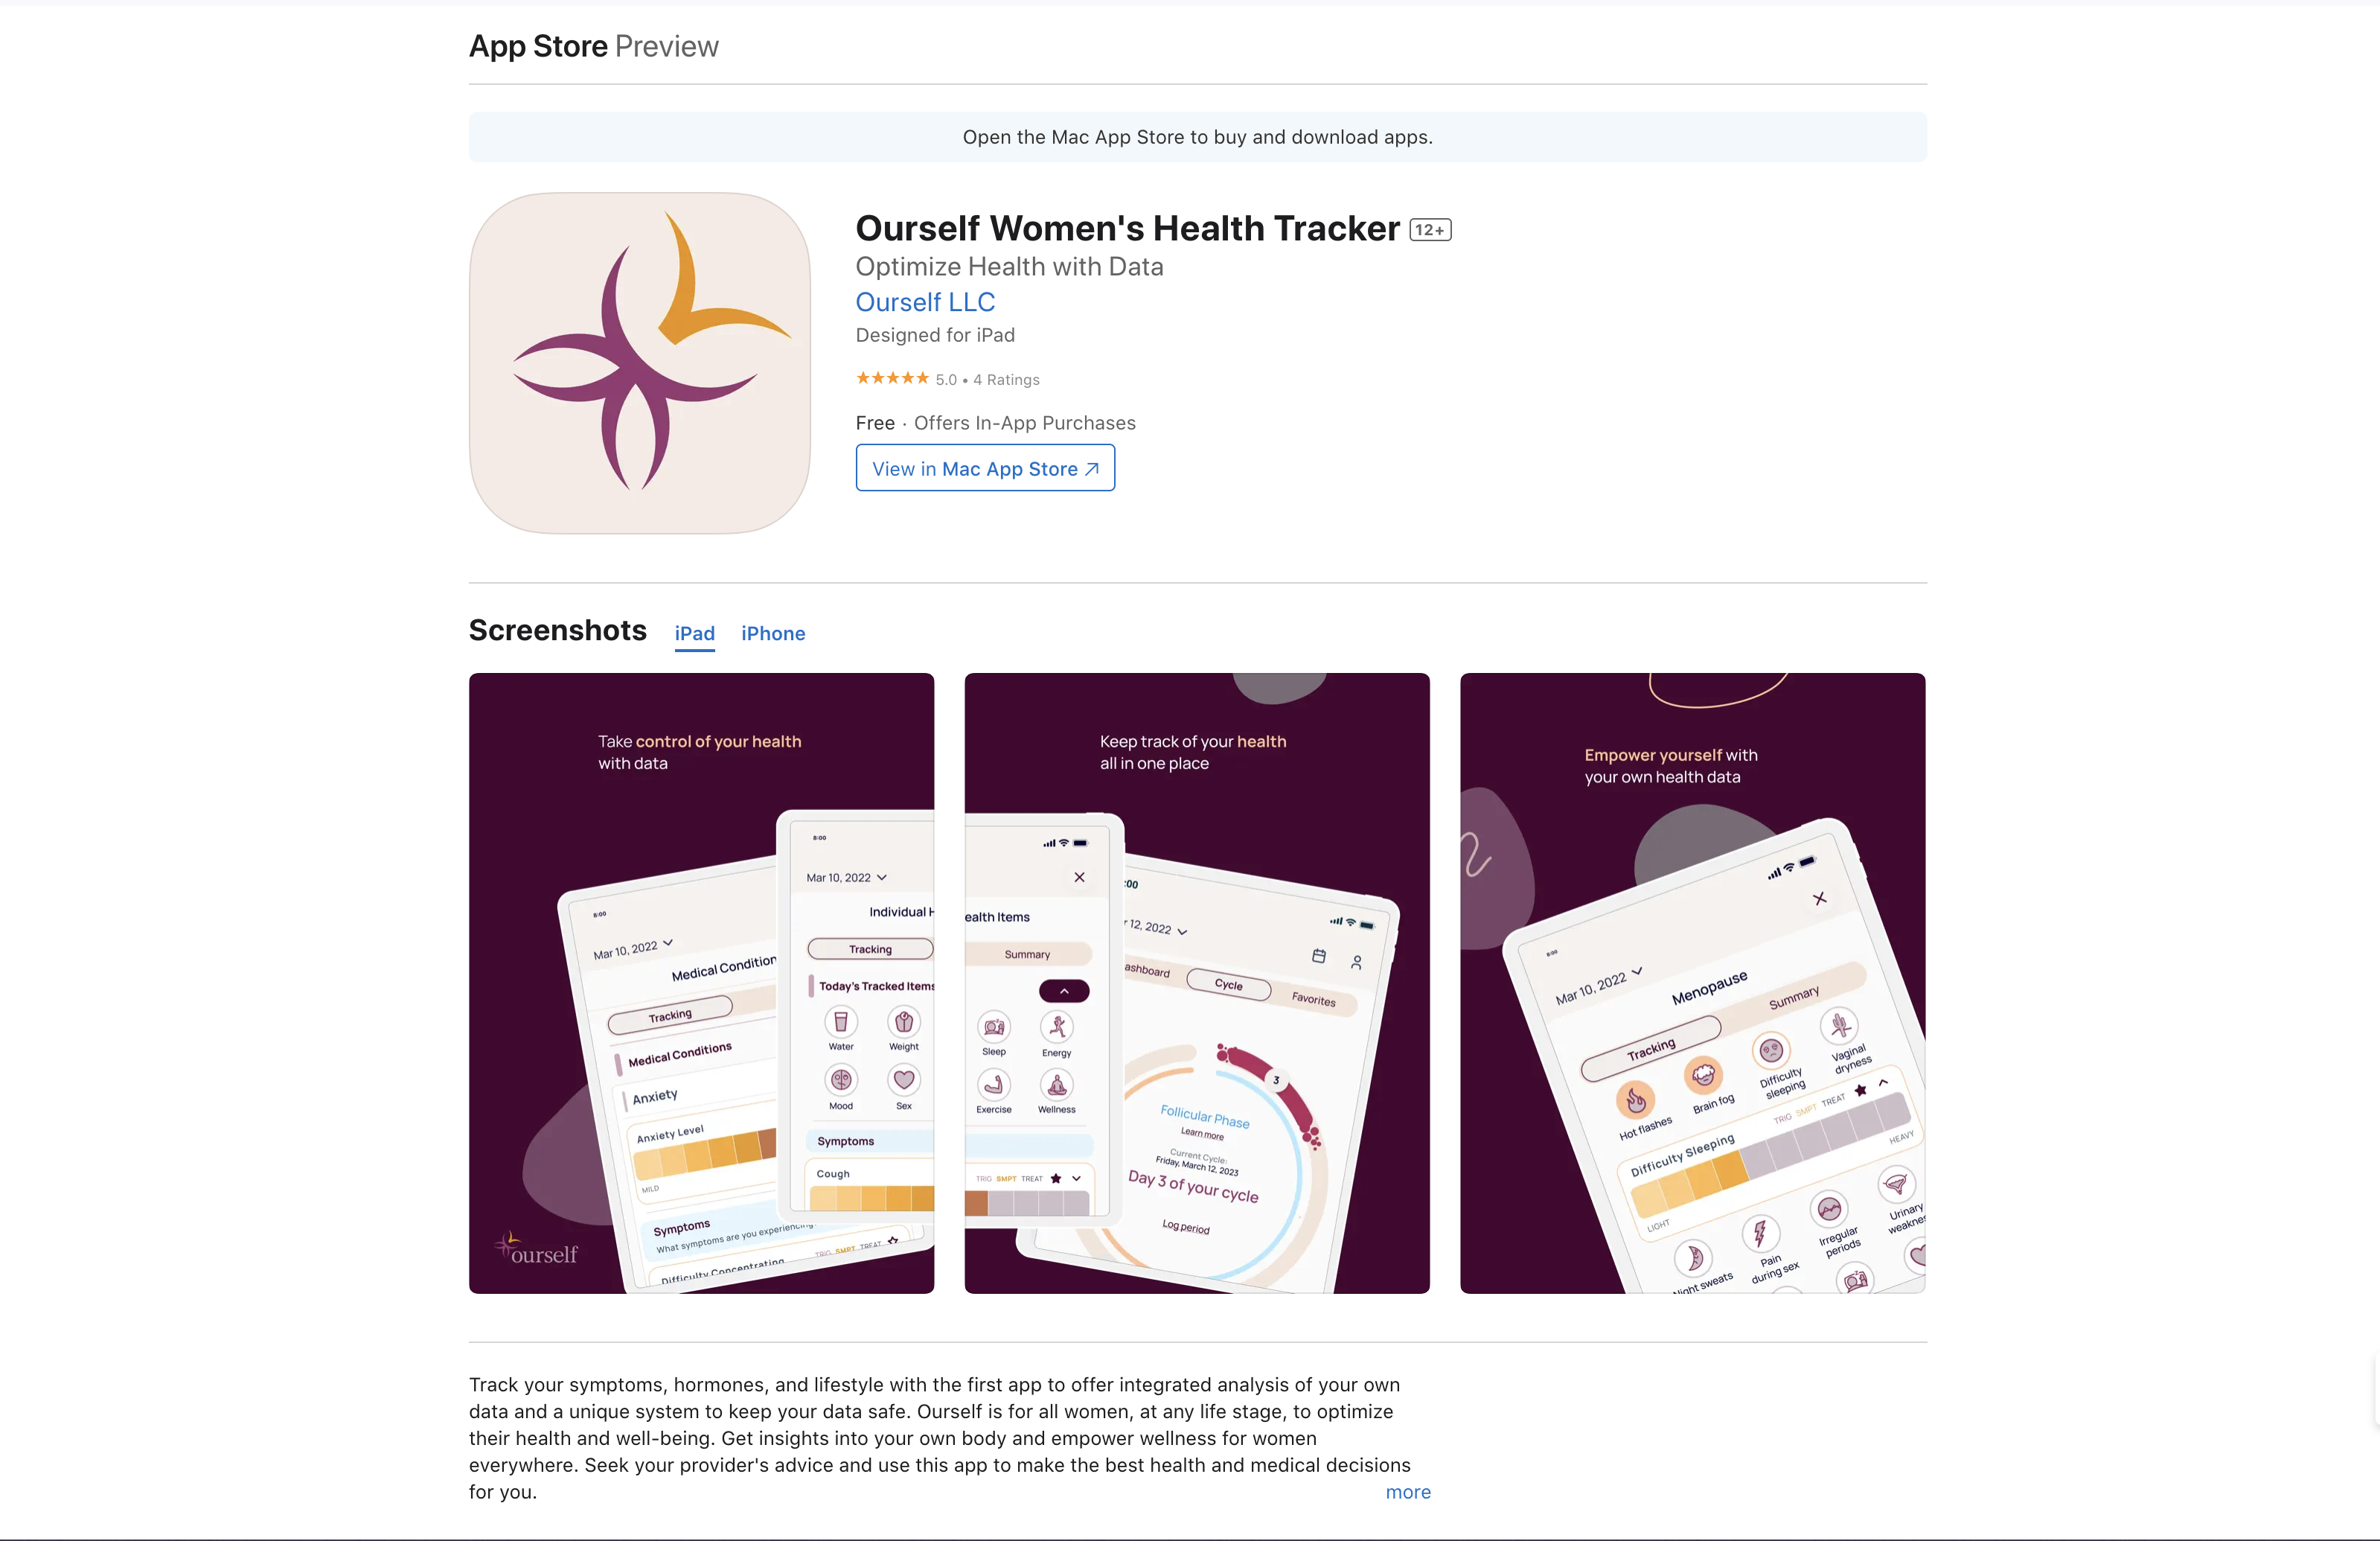 App Store Preview
Open the Mac App Store to buy and download apps.
Ourself Women's Health Tracker 12+
Optimize Health with Data
Ourself LLC
Designed for iPad
5.0 • 4 Ratings
Free · Offers In-App Purchases
View in Mac App Store
Screenshots iPad iPhone
Take control of your health
with data
8:00
Mar 10, 2022
Medical Condition
Tracking
Medical Conditions
Anxiety
Anxiety Level
MILD
Symptoms
What symptoms are you experiencing
TRIG SMPT TREAT
Difficulty Concentrating
ourself
8:00
Mar 10, 2022
Individual H
Tracking
Today's Tracked Items
Water Weight
Mood Sex
Symptoms
Cough
Keep track of your health
all in one place
ealth Items
Summary
Sleep Energy
Exercise Wellness
TRIG SMPT TREAT
:00
r 12, 2022
ashboard Cycle Favorites
3
Follicular Phase
Learn more
Current Cycle:
Friday, March 12, 2023
Day 3 of your cycle
Log period
Empower yourself with
your own health data
8:00
Mar 10, 2022
Menopause
Tracking Summary
Hot flashes
Brain fog
Difficulty
sleeping
Vaginal
dryness
TRIG SMPT TREAT
Difficulty Sleeping
LIGHT HEAVY
Night sweats
Pain
during sex
Irregular
periods
Urinary
weaknes
Track your symptoms, hormones, and lifestyle with the first app to offer integrated analysis of your own
data and a unique system to keep your data safe. Ourself is for all women, at any life stage, to optimize
their health and well-being. Get insights into your own body and empower wellness for women
everywhere. Seek your provider's advice and use this app to make the best health and medical decisions
for you. more